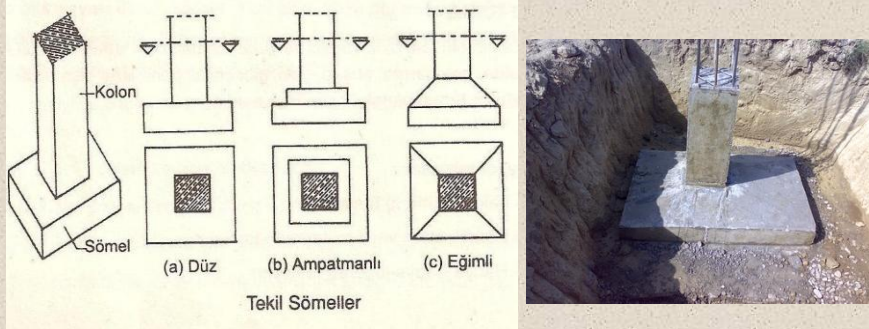 Kolon
Sömel
(a) Düz
(b) Ampatmanlı
(c) Eğimli
Tekil Sömeller